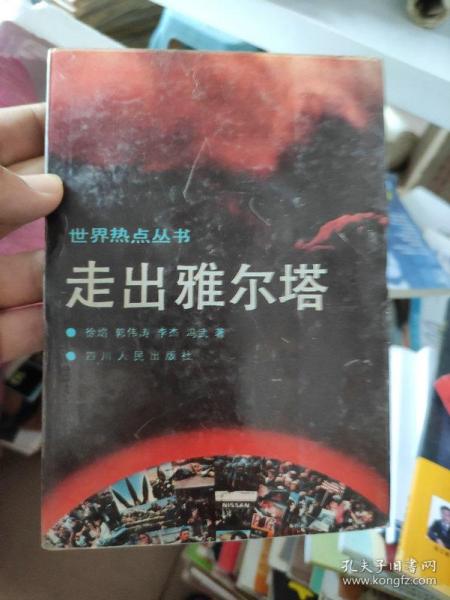 世界热点丛书
走出雅尔塔
徐焰 郭伟涛 李杰 冯武 著
四川人民出版社
NISSAN
孔夫子旧书网
www.kongfz.com